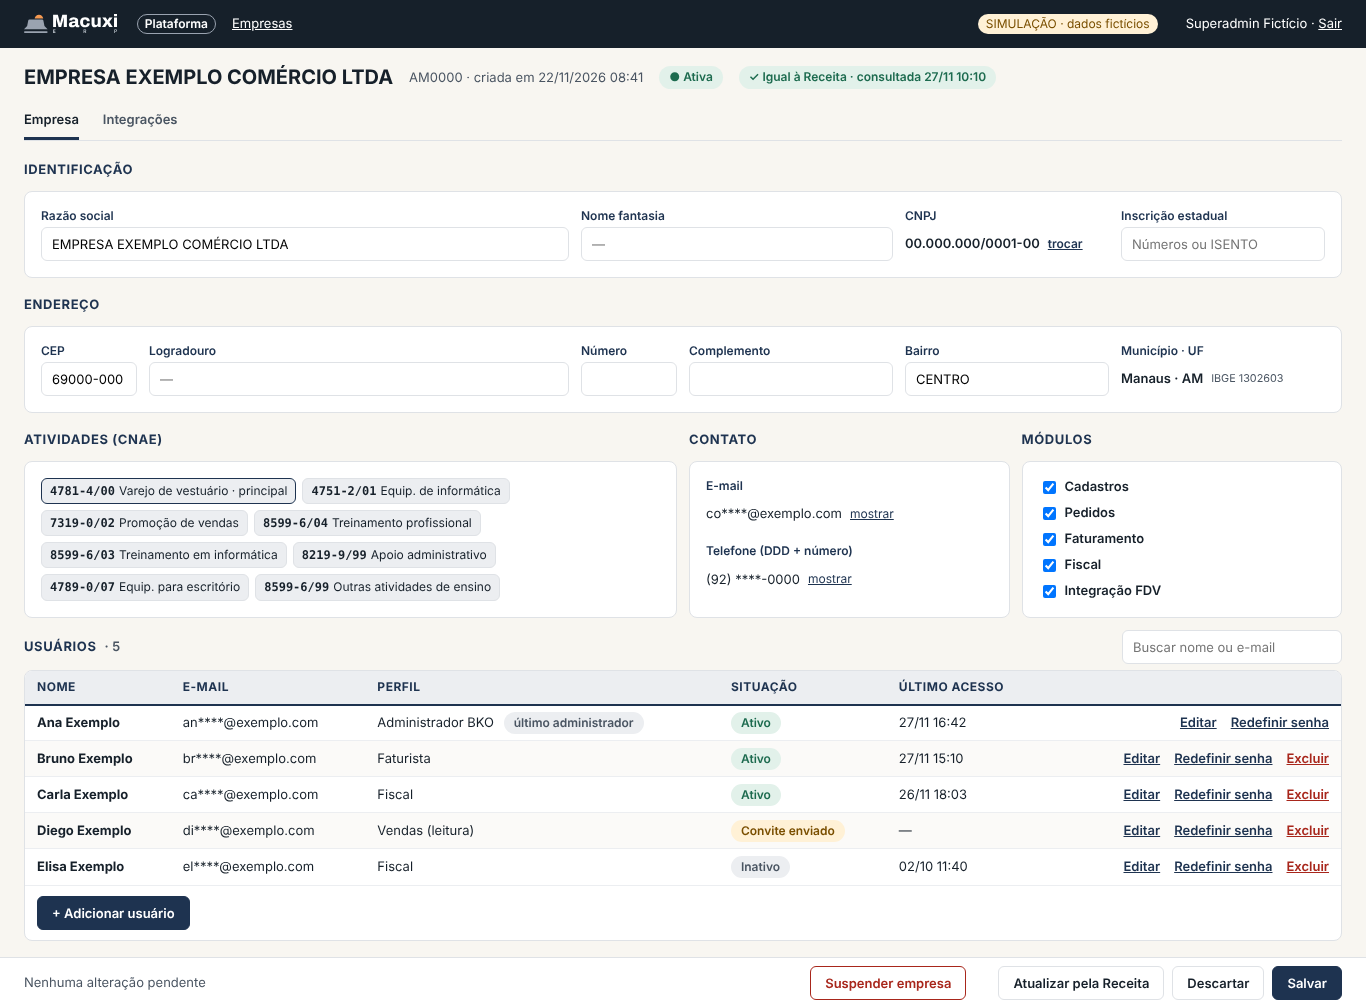 Macuxi Plataforma Empresas SIMULAÇÃO · dados fictícios Superadmin Fictício · Sair
E R P
EMPRESA EXEMPLO COMÉRCIO LTDA AM0000 · criada em 22/11/2026 08:41 ● Ativa ✓ Igual à Receita · consultada 27/11 10:10
Empresa Integrações
IDENTIFICAÇÃO
Razão social Nome fantasia CNPJ Inscrição estadual
EMPRESA EXEMPLO COMÉRCIO LTDA — 00.000.000/0001-00 trocar Números ou ISENTO
ENDEREÇO
CEP Logradouro Número Complemento Bairro Município · UF
69000-000 — CENTRO Manaus · AM IBGE 1302603
ATIVIDADES (CNAE)
4781-4/00 Varejo de vestuário · principal 4751-2/01 Equip. de informática
7319-0/02 Promoção de vendas 8599-6/04 Treinamento profissional
8599-6/03 Treinamento em informática 8219-9/99 Apoio administrativo
4789-0/07 Equip. para escritório 8599-6/99 Outras atividades de ensino
CONTATO
E-mail
co****@exemplo.com mostrar
Telefone (DDD + número)
(92) ****-0000 mostrar
MÓDULOS
Cadastros
Pedidos
Faturamento
Fiscal
Integração FDV
USUÁRIOS · 5 Buscar nome ou e-mail
NOME E-MAIL PERFIL SITUAÇÃO ÚLTIMO ACESSO
Ana Exemplo an****@exemplo.com Administrador BKO último administrador Ativo 27/11 16:42 Editar Redefinir senha
Bruno Exemplo br****@exemplo.com Faturista Ativo 27/11 15:10 Editar Redefinir senha Excluir
Carla Exemplo ca****@exemplo.com Fiscal Ativo 26/11 18:03 Editar Redefinir senha Excluir
Diego Exemplo di****@exemplo.com Vendas (leitura) Convite enviado — Editar Redefinir senha Excluir
Elisa Exemplo el****@exemplo.com Fiscal Inativo 02/10 11:40 Editar Redefinir senha Excluir
+ Adicionar usuário
Nenhuma alteração pendente Suspender empresa Atualizar pela Receita Descartar Salvar